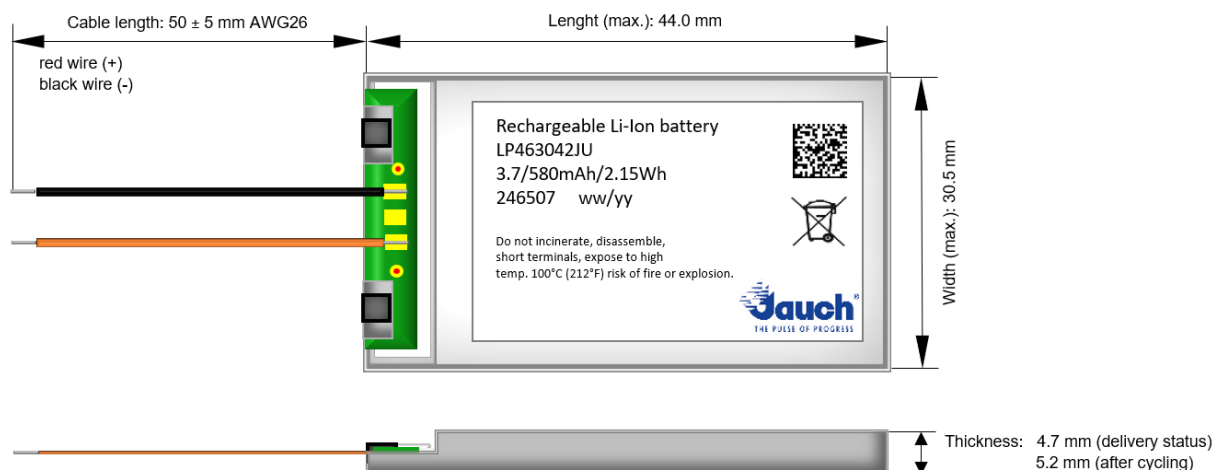 Cable length: 50 ± 5 mm AWG26
Lenght (max.): 44.0 mm
red wire (+)
black wire (-)
Rechargeable Li-Ion battery
LP463042JU
3.7/580mAh/2.15Wh
246507 ww/yy
Do not incinerate, disassemble,
short terminals, expose to high
temp. 100°C (212°F) risk of fire or explosion.
Jauch®
THE PULSE OF PROGRESS
Width (max.): 30.5 mm
Thickness: 4.7 mm (delivery status)
5.2 mm (after cycling)